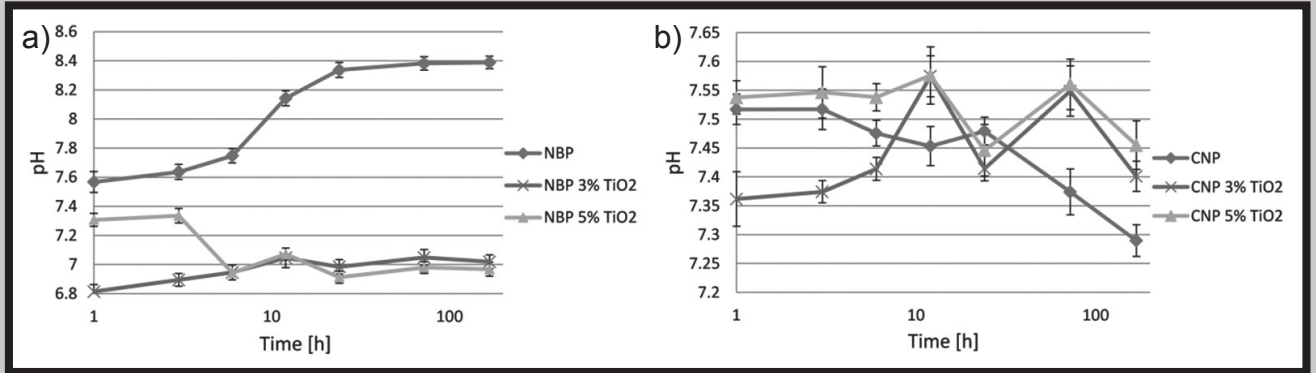 a)
8.6
8.4
8.2
8
7.8
7.6
7.4
7.2
7
6.8
pH
1
10
100
Time [h]
NBP
NBP 3% TiO2
NBP 5% TiO2
b)
7.65
7.6
7.55
7.5
7.45
7.4
7.35
7.3
7.25
7.2
pH
1
10
100
Time [h]
CNP
CNP 3% TiO2
CNP 5% TiO2